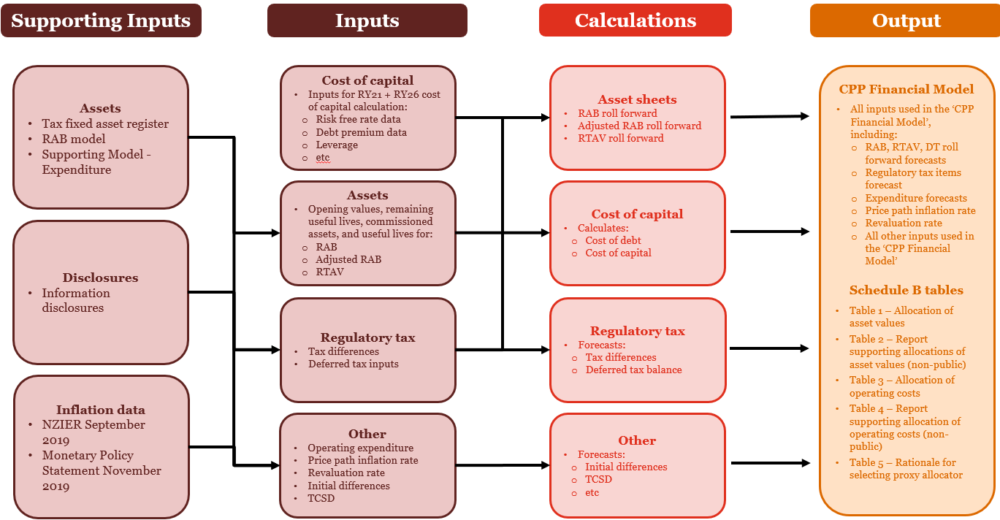 Supporting Inputs
Inputs
Calculations
Output
Assets
• Tax fixed asset register
• RAB model
• Supporting Model -
Expenditure
Disclosures
• Information
disclosures
Inflation data
• NZIER September
2019
• Monetary Policy
Statement November
2019
Cost of capital
• Inputs for RY21 + RY26 cost
of capital calculation:
o Risk free rate data
o Debt premium data
o Leverage
o etc
Assets
• Opening values, remaining
useful lives, commissioned
assets, and useful lives for:
o RAB
o Adjusted RAB
o RTAV
Regulatory tax
• Tax differences
• Deferred tax inputs
Other
• Operating expenditure
• Price path inflation rate
• Revaluation rate
• Initial differences
• TCSD
Asset sheets
• RAB roll forward
• Adjusted RAB roll forward
• RTAV roll forward
Cost of capital
• Calculates:
o Cost of debt
o Cost of capital
Regulatory tax
• Forecasts:
o Tax differences
o Deferred tax balance
Other
• Forecasts:
o Initial differences
o TCSD
o etc
CPP Financial Model
• All inputs used in the ‘CPP
Financial Model’,
including:
o RAB, RTAV, DT roll
forward forecasts
o Regulatory tax items
forecast
o Expenditure forecasts
o Price path inflation rate
o Revaluation rate
o All other inputs used in
the ‘CPP Financial
Model’
Schedule B tables
• Table 1 – Allocation of
asset values
• Table 2 – Report
supporting allocations of
asset values (non-public)
• Table 3 – Allocation of
operating costs
• Table 4 – Report
supporting allocation of
operating costs (non-
public)
• Table 5 – Rationale for
selecting proxy allocator